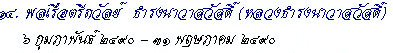 ๑๔. พลเรือตรีถวัลย์ ธำรงนาวาสวัสดิ์ (หลวงธำรงนาวาสวัสดิ์)
๖ กุมภาพันธ์ ๒๔๙๐ – ๓๑ พฤษภาคม ๒๔๙๐